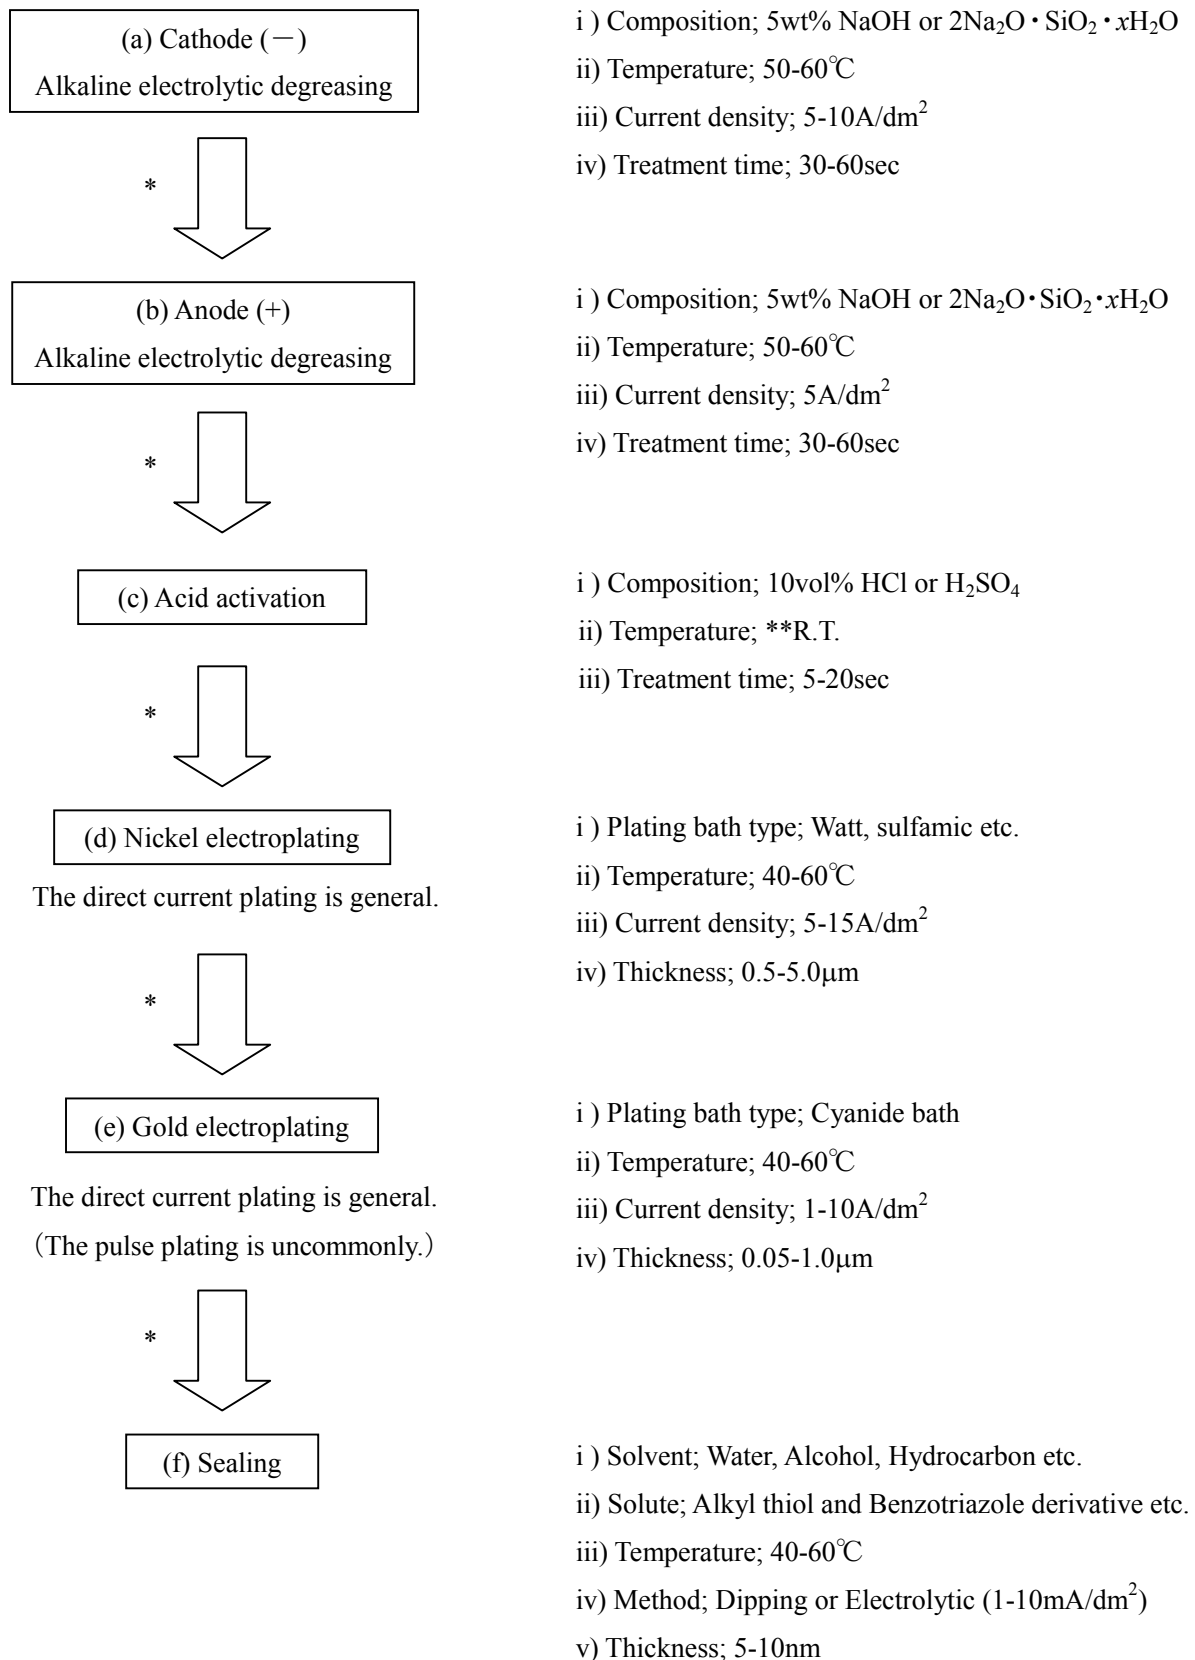 (a) Cathode (－)
Alkaline electrolytic degreasing
i ) Composition; 5wt% NaOH or 2Na₂O・SiO₂・xH₂O
ii) Temperature; 50-60℃
iii) Current density; 5-10A/dm²
iv) Treatment time; 30-60sec
*
(b) Anode (+)
Alkaline electrolytic degreasing
i ) Composition; 5wt% NaOH or 2Na₂O・SiO₂・xH₂O
ii) Temperature; 50-60℃
iii) Current density; 5A/dm²
iv) Treatment time; 30-60sec
*
(c) Acid activation
i ) Composition; 10vol% HCl or H₂SO₄
ii) Temperature; **R.T.
iii) Treatment time; 5-20sec
*
(d) Nickel electroplating
The direct current plating is general.
i ) Plating bath type; Watt, sulfamic etc.
ii) Temperature; 40-60℃
iii) Current density; 5-15A/dm²
iv) Thickness; 0.5-5.0μm
*
(e) Gold electroplating
The direct current plating is general.
（The pulse plating is uncommonly.）
i ) Plating bath type; Cyanide bath
ii) Temperature; 40-60℃
iii) Current density; 1-10A/dm²
iv) Thickness; 0.05-1.0μm
*
(f) Sealing
i ) Solvent; Water, Alcohol, Hydrocarbon etc.
ii) Solute; Alkyl thiol and Benzotriazole derivative etc.
iii) Temperature; 40-60℃
iv) Method; Dipping or Electrolytic (1-10mA/dm²)
v) Thickness; 5-10nm